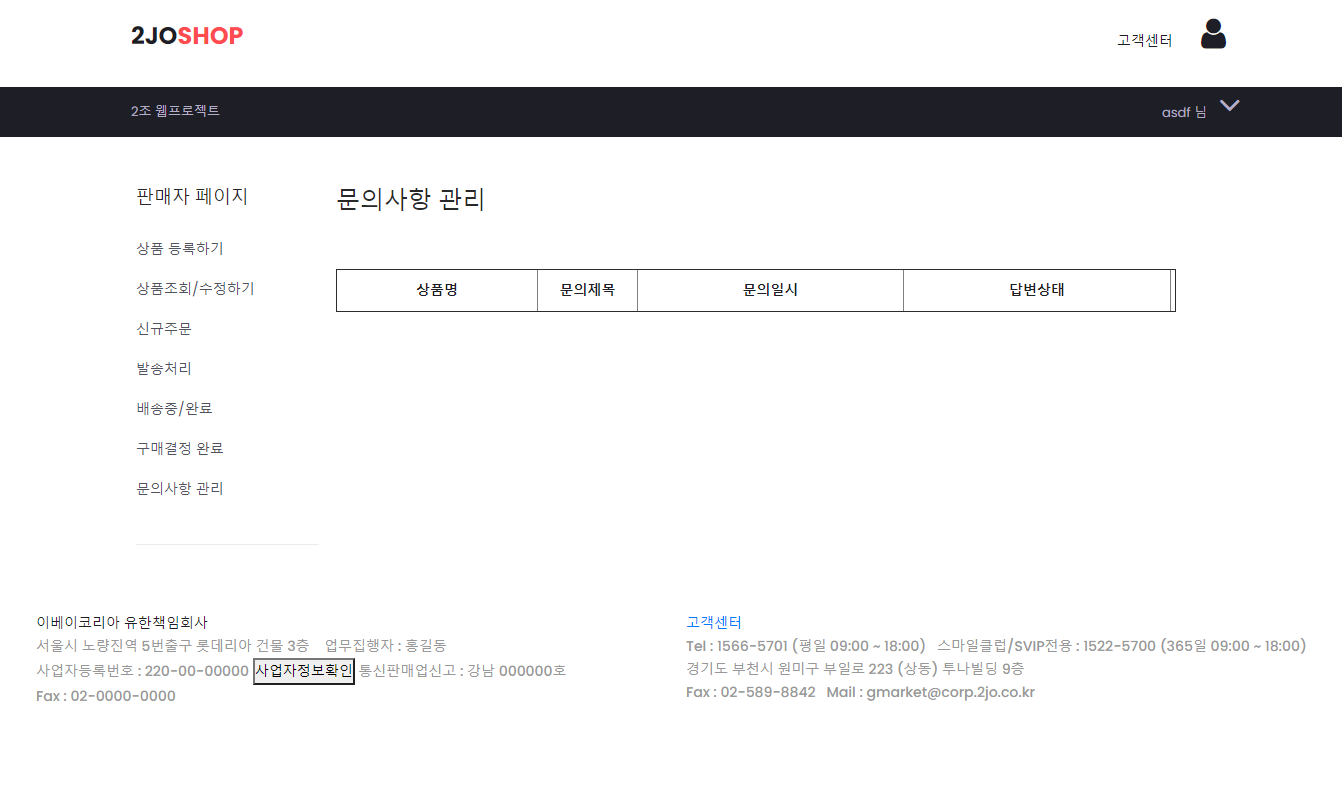 2JOSHOP
고객센터
2조 웹프로젝트
asdf 님
판매자 페이지
상품 등록하기
상품조회/수정하기
신규주문
발송처리
배송중/완료
구매결정 완료
문의사항 관리
문의사항 관리
상품명 문의제목 문의일시 답변상태
이베이코리아 유한책임회사
서울시 노량진역 5번출구 롯데리아 건물 3층 업무집행자 : 홍길동
사업자등록번호 : 220-00-00000 사업자정보확인 통신판매업신고 : 강남 000000호
Fax : 02-0000-0000
고객센터
Tel : 1566-5701 (평일 09:00 ~ 18:00) 스마일클럽/SVIP전용 : 1522-5700 (365일 09:00 ~ 18:00)
경기도 부천시 원미구 부일로 223 (상동) 투나빌딩 9층
Fax : 02-589-8842 Mail : gmarket@corp.2jo.co.kr